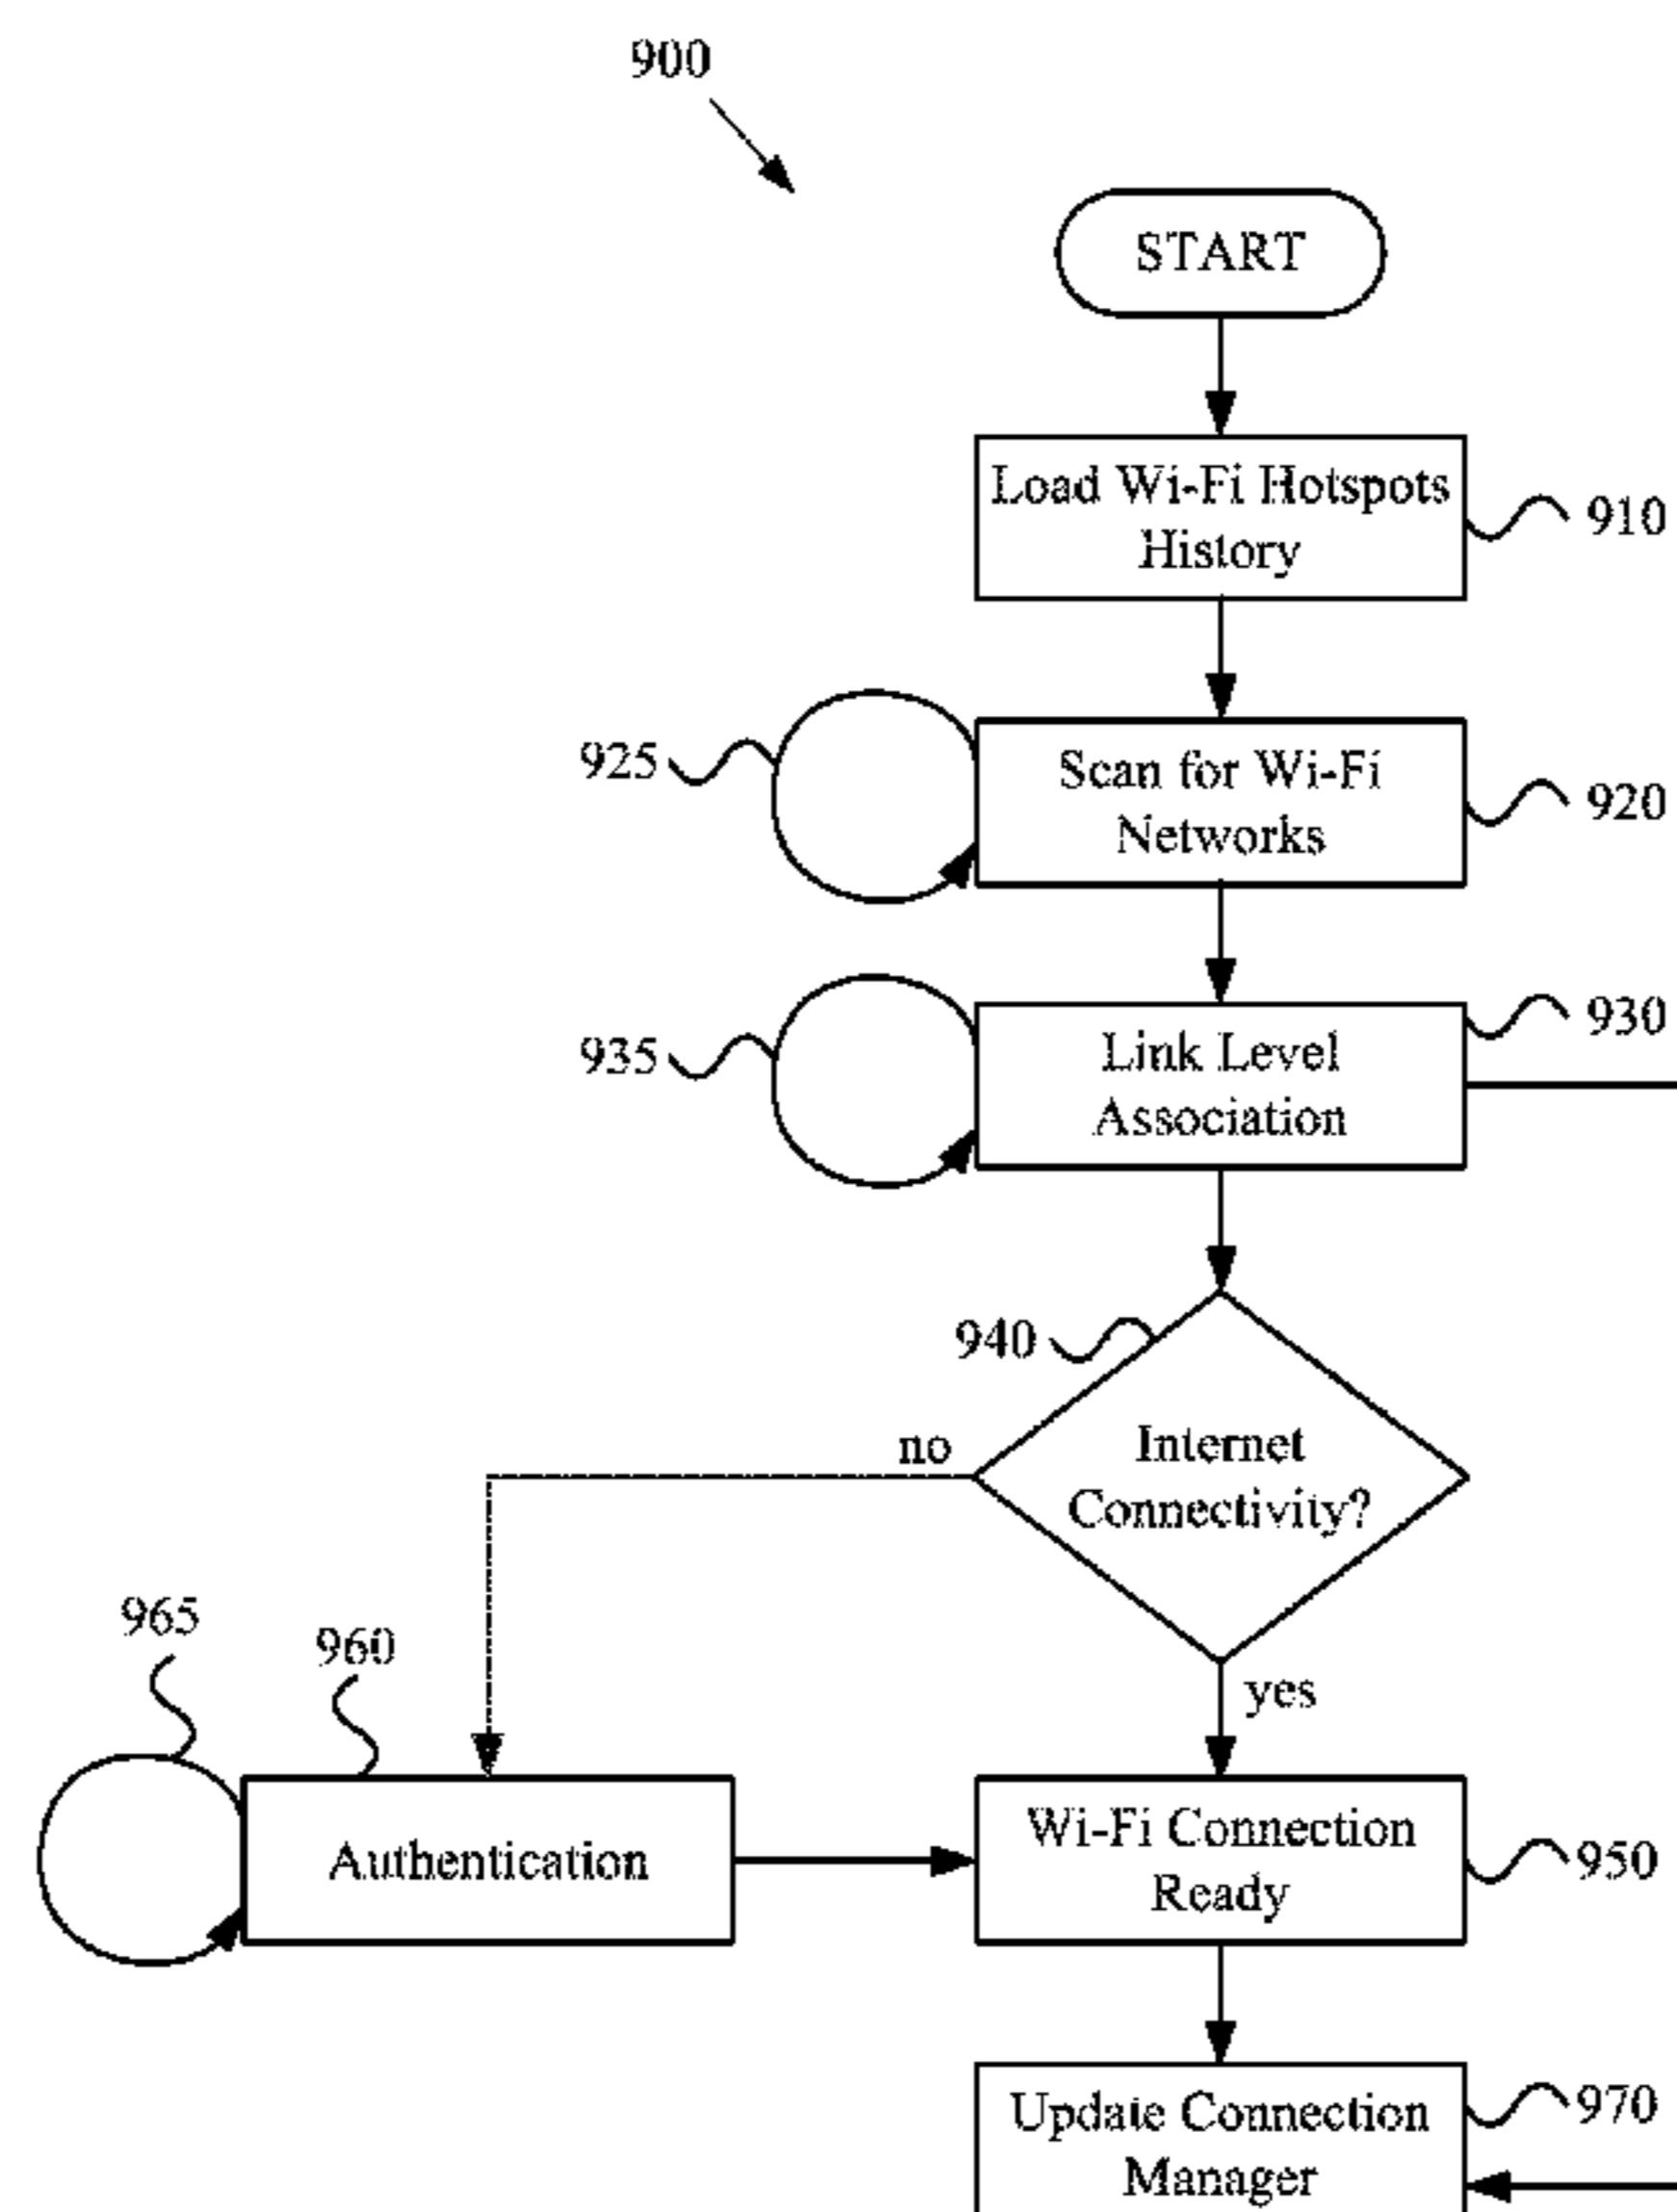 900
START
Load Wi-Fi Hotspots
History
910
925
Scan for Wi-Fi
Networks
920
935
Link Level
Association
930
940
no
Internet
Connectivity?
yes
965
960
Authentication
Wi-Fi Connection
Ready
950
Update Connection
Manager
970